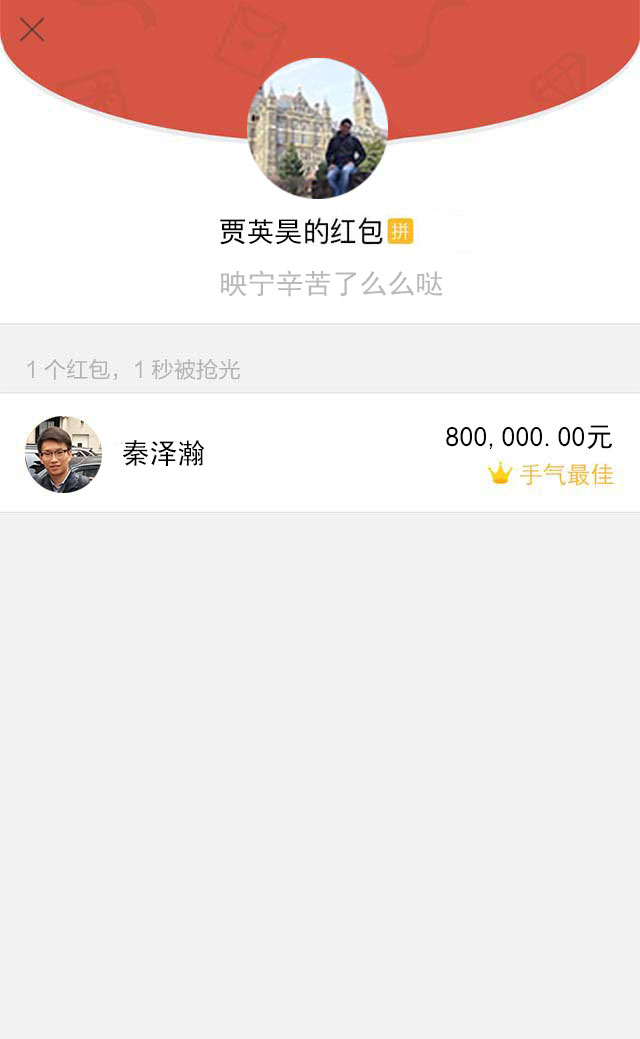 贾英昊的红包拼
映宁辛苦了么么哒
1 个红包，1 秒被抢光
秦泽瀚
800,000.00元
手气最佳